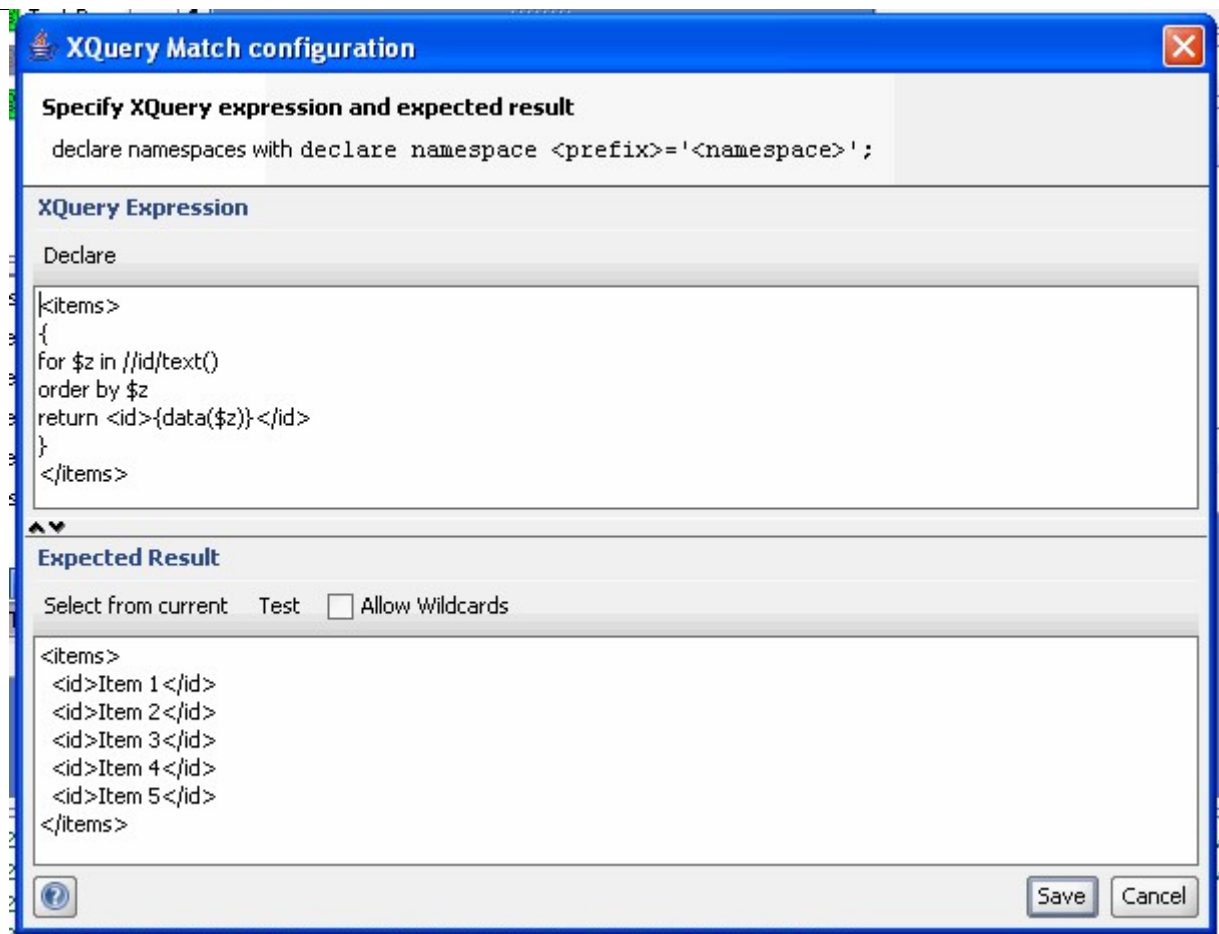 XQuery Match configuration
Specify XQuery expression and expected result
declare namespaces with declare namespace <prefix>='<namespace>';
XQuery Expression
Declare
<items>
{
for $z in //id/text()
order by $z
return <id>{data($z)}</id>
}
</items>
Expected Result
Select from current Test Allow Wildcards
<items>
<id>Item 1</id>
<id>Item 2</id>
<id>Item 3</id>
<id>Item 4</id>
<id>Item 5</id>
</items>
Save Cancel